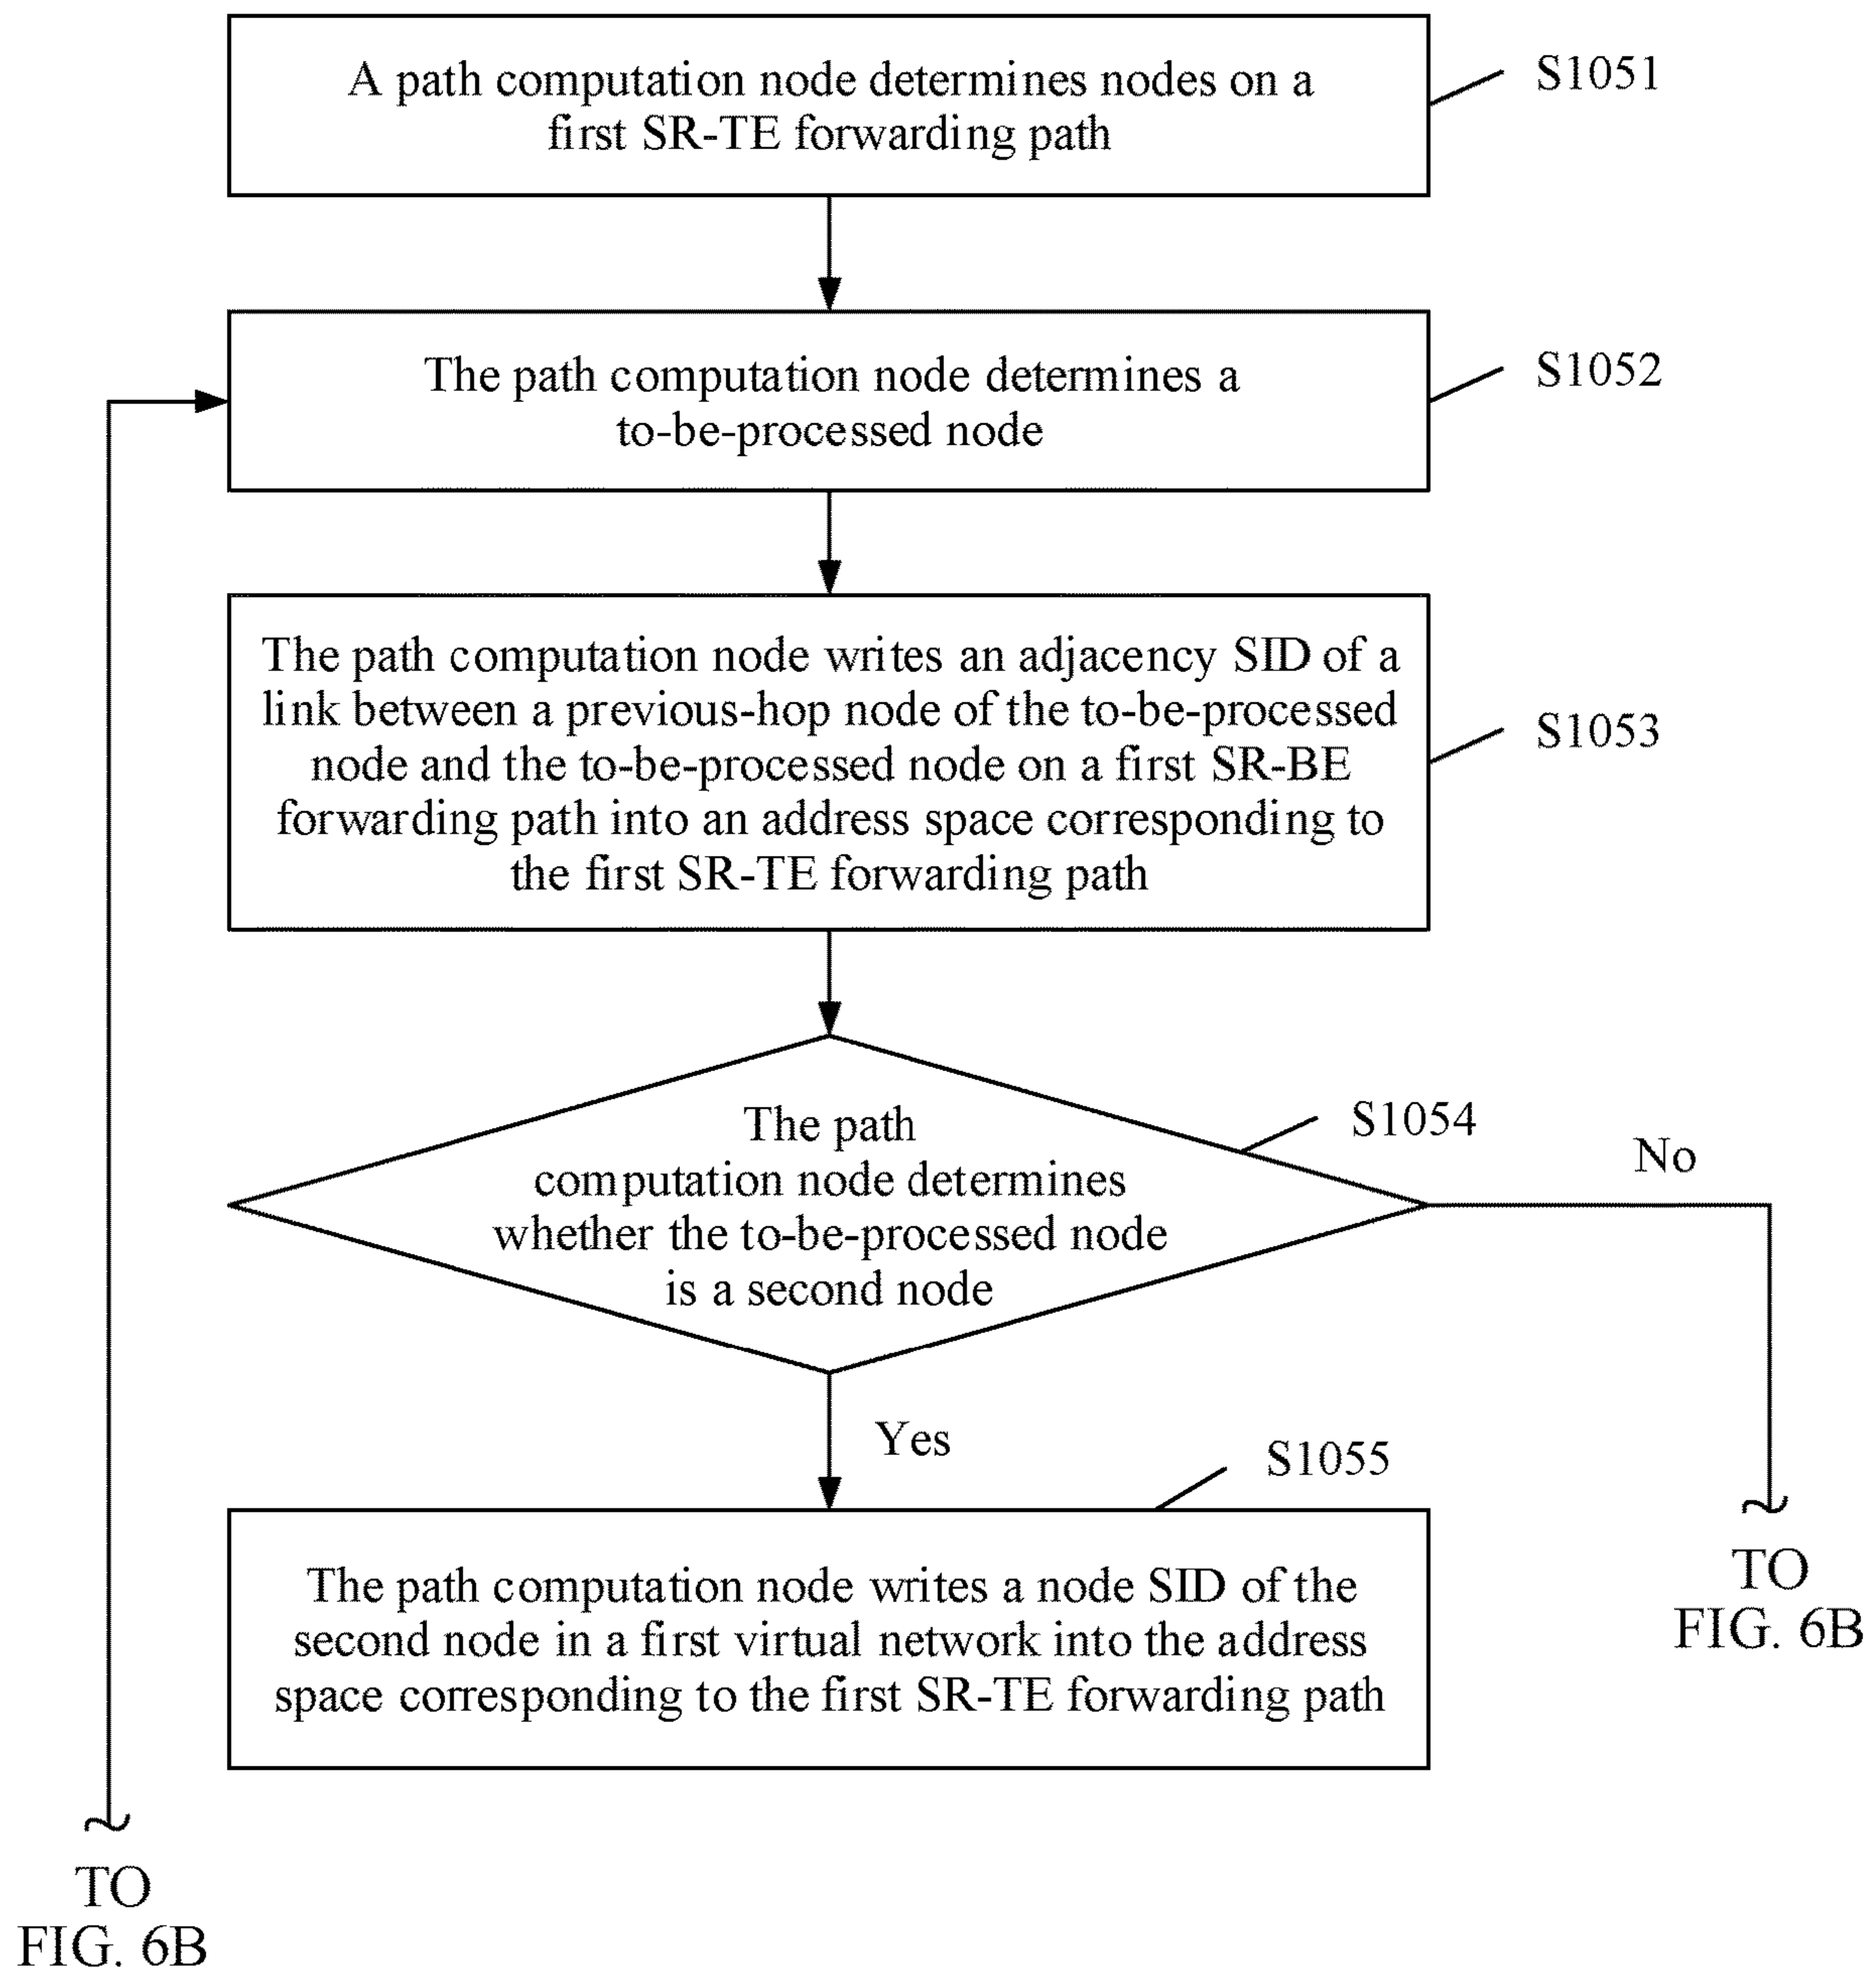 A path computation node determines nodes on a
first SR-TE forwarding path
S1051
The path computation node determines a
to-be-processed node
S1052
The path computation node writes an adjacency SID of a
link between a previous-hop node of the to-be-processed
node and the to-be-processed node on a first SR-BE
forwarding path into an address space corresponding to
the first SR-TE forwarding path
S1053
The path
computation node determines
whether the to-be-processed node
is a second node
S1054
No
Yes
S1055
The path computation node writes a node SID of the
second node in a first virtual network into the address
space corresponding to the first SR-TE forwarding path
TO
FIG. 6B
TO
FIG. 6B